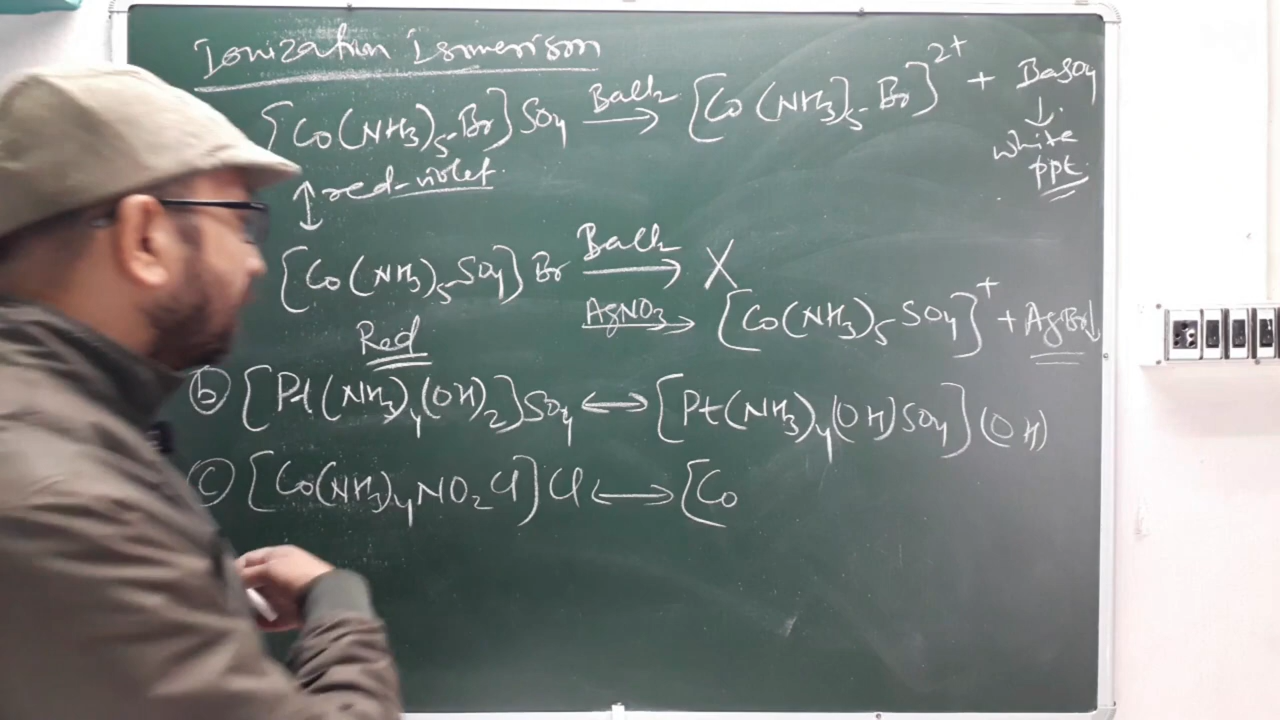 Ionization isomerism
[Co(NH3)5Br]SO4 BaCl2 → [Co(NH3)5Br]2+ + BaSO4
↓
white
ppt
↕ red-violet
[Co(NH3)5SO4]Br BaCl2 → X
AgNO3 → [Co(NH3)5SO4]+ + AgBr↓
Red
(b) [Pt(NH3)4(OH)2]SO4 ↔ [Pt(NH3)4(OH)SO4](OH)
(c) [Co(NH3)4NO2Cl]Cl ↔ [Co